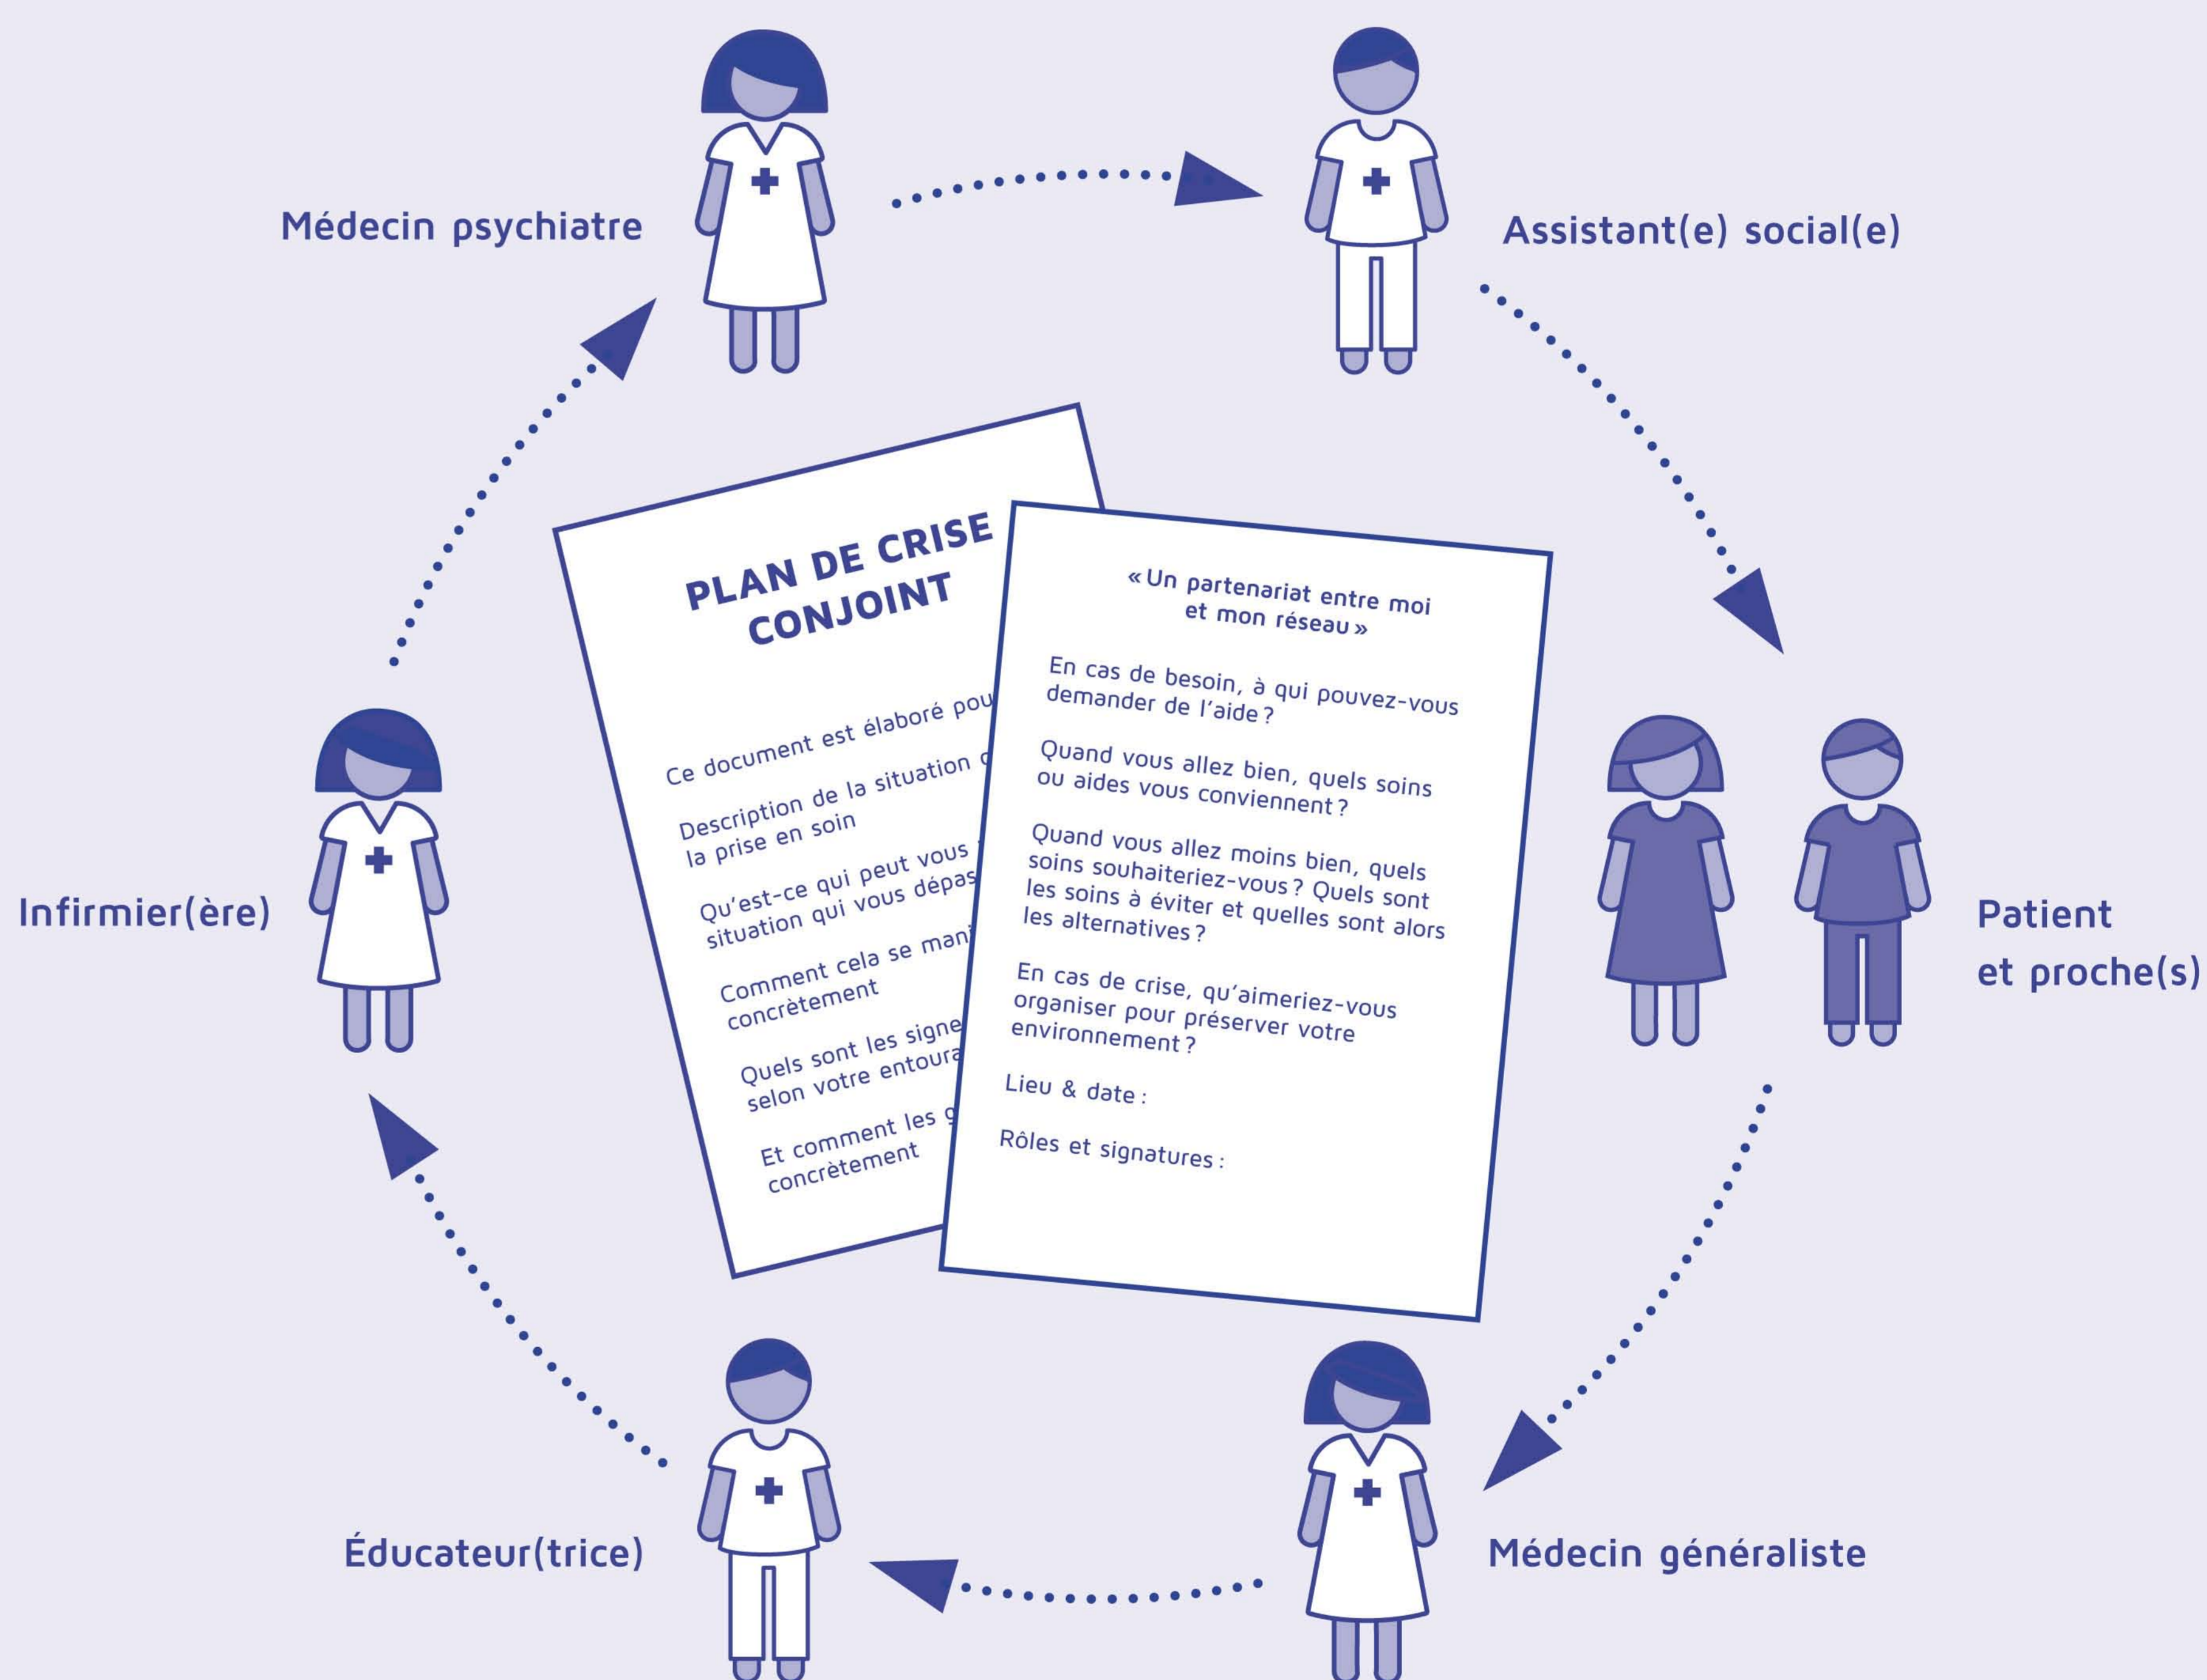 Médecin psychiatre
Assistant(e) social(e)
PLAN DE CRISE
CONJOINT
Ce document est élaboré
Description de la situation
la prise en soin
Qu’est-ce qui peut vous
situation qui vous
Comment cela se
concrètement
Quels sont les
selon votre
Et comment les
concrètement
« Un partenariat entre moi
et mon réseau »
En cas de besoin, à qui pouvez-vous
demander de l’aide ?
Quand vous allez bien, quels soins
ou aides vous conviennent ?
Quand vous allez moins bien, quels
soins souhaiteriez-vous ? Quels sont
les soins à éviter et quelles sont alors
les alternatives ?
En cas de crise, qu’aimeriez-vous
organiser pour préserver votre
environnement ?
Lieu & date :
Rôles et signatures :
Infirmier(ère)
Patient
et proche(s)
Éducateur(trice)
Médecin généraliste